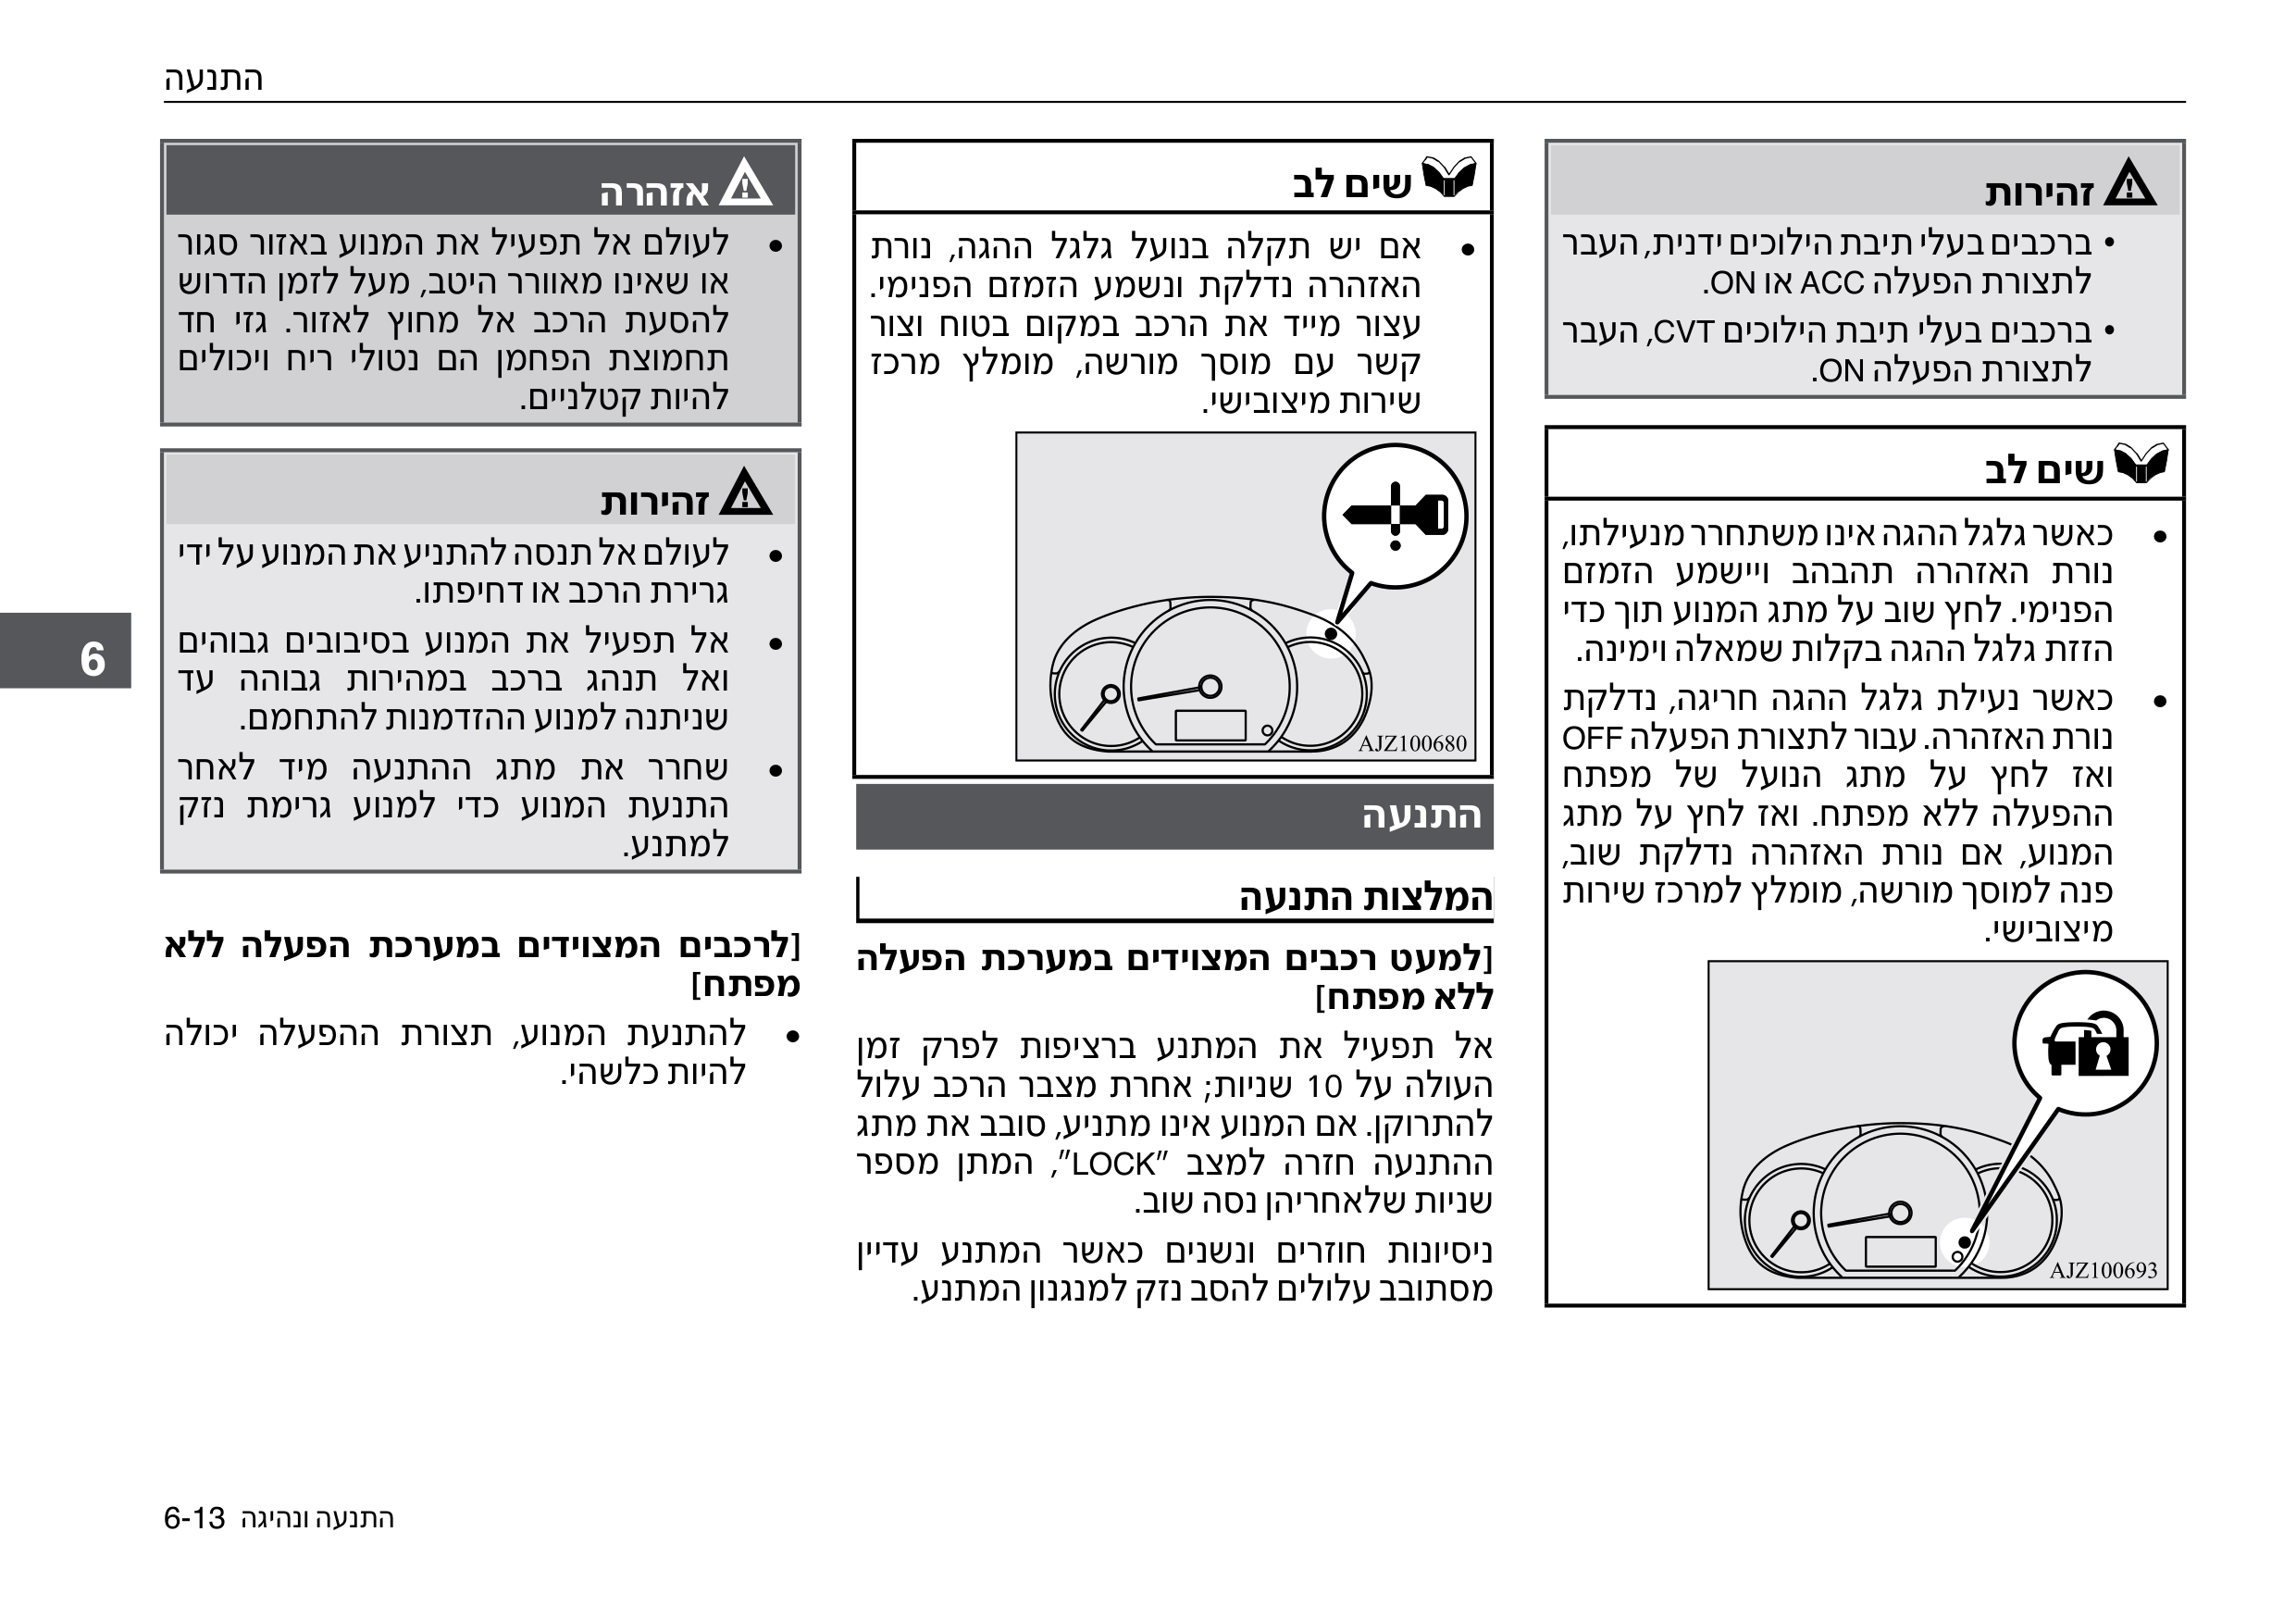 התנעה
זהירות
• ברכבים בעלי תיבת הילוכים ידנית, העבר
לתצורת הפעלה ACC או ON.
• ברכבים בעלי תיבת הילוכים CVT, העבר
לתצורת הפעלה ON.
שים לב
• כאשר גלגל ההגה אינו משתחרר מנעילתו,
נורת האזהרה תהבהב ויישמע הזמזם
הפנימי. לחץ שוב על מתג המנוע תוך כדי
הזזת גלגל ההגה בקלות שמאלה וימינה.
• כאשר נעילת גלגל ההגה חריגה, נדלקת
נורת האזהרה. עבור לתצורת הפעלה OFF
ואז לחץ על מתג הנועל של מפתח
ההפעלה ללא מפתח. ואז לחץ על מתג
המנוע, אם נורת האזהרה נדלקת שוב,
פנה למוסך מורשה, מומלץ למרכז שירות
מיצובישי.
AJZ100693
שים לב
• אם יש תקלה בנועל גלגל ההגה, נורת
האזהרה נדלקת ונשמע הזמזם הפנימי.
עצור מייד את הרכב במקום בטוח וצור
קשר עם מוסך מורשה, מומלץ מרכז
שירות מיצובישי.
AJZ100680
התנעה
המלצות התנעה
[למעט רכבים המצוידים במערכת הפעלה
ללא מפתח]
אל תפעיל את המתנע ברציפות לפרק זמן
העולה על 10 שניות; אחרת מצבר הרכב עלול
להתרוקן. אם המנוע אינו מתניע, סובב את מתג
ההתנעה חזרה למצב "LOCK", המתן מספר
שניות שלאחריהן נסה שוב.
ניסיונות חוזרים ונשנים כאשר המתנע עדיין
מסתובב עלולים להסב נזק למנגנון המתנע.
אזהרה
• לעולם אל תפעיל את המנוע באזור סגור
או שאינו מאוורר היטב, מעל לזמן הדרוש
להסעת הרכב אל מחוץ לאזור. גזי חד
תחמוצת הפחמן הם נטולי ריח ויכולים
להיות קטלניים.
זהירות
• לעולם אל תנסה להתניע את המנוע על ידי
גרירת הרכב או דחיפתו.
• אל תפעיל את המנוע בסיבובים גבוהים
ואל תנהג ברכב במהירות גבוהה עד
שניתנה למנוע ההזדמנות להתחמם.
• שחרר את מתג ההתנעה מיד לאחר
התנעת המנוע כדי למנוע גרימת נזק
למתנע.
[לרכבים המצוידים במערכת הפעלה ללא
מפתח]
• להתנעת המנוע, תצורת ההפעלה יכולה
להיות כלשהי.
6
התנעה ונהיגה 6-13